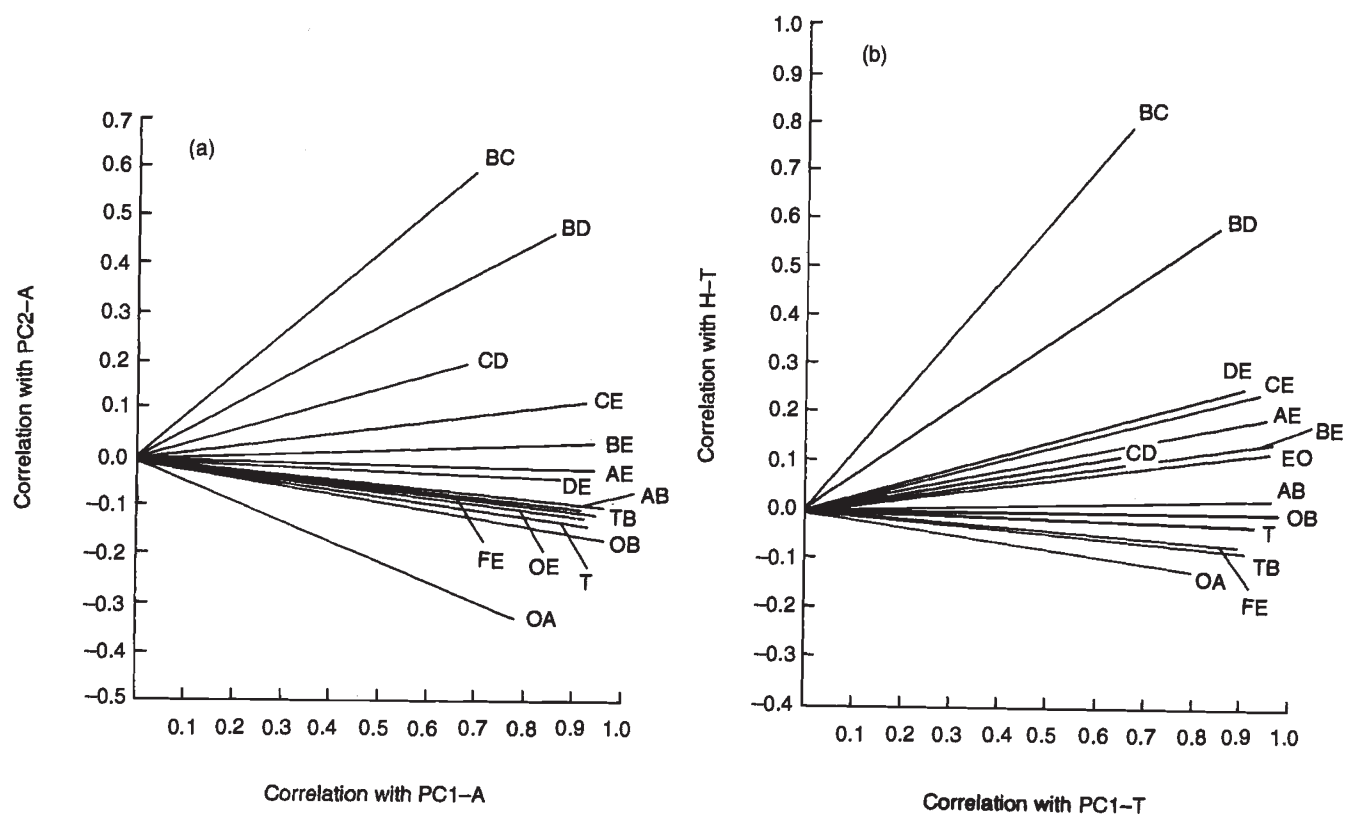 (a)
Correlation with PC2–A
0.7
0.6
0.5
0.4
0.3
0.2
0.1
0.0
–0.1
–0.2
–0.3
–0.4
–0.5
BC
BD
CD
CE
BE
AE
DE
AB
TB
OB
FE
OE
T
OA
0.1 0.2 0.3 0.4 0.5 0.6 0.7 0.8 0.9 1.0
Correlation with PC1–A
(b)
Correlation with H–T
1.0
0.9
0.8
0.7
0.6
0.5
0.4
0.3
0.2
0.1
0.0
–0.1
–0.2
–0.3
–0.4
BC
BD
DE
CE
AE
BE
CD
EO
AB
OB
T
TB
OA
FE
0.1 0.2 0.3 0.4 0.5 0.6 0.7 0.8 0.9 1.0
Correlation with PC1–T